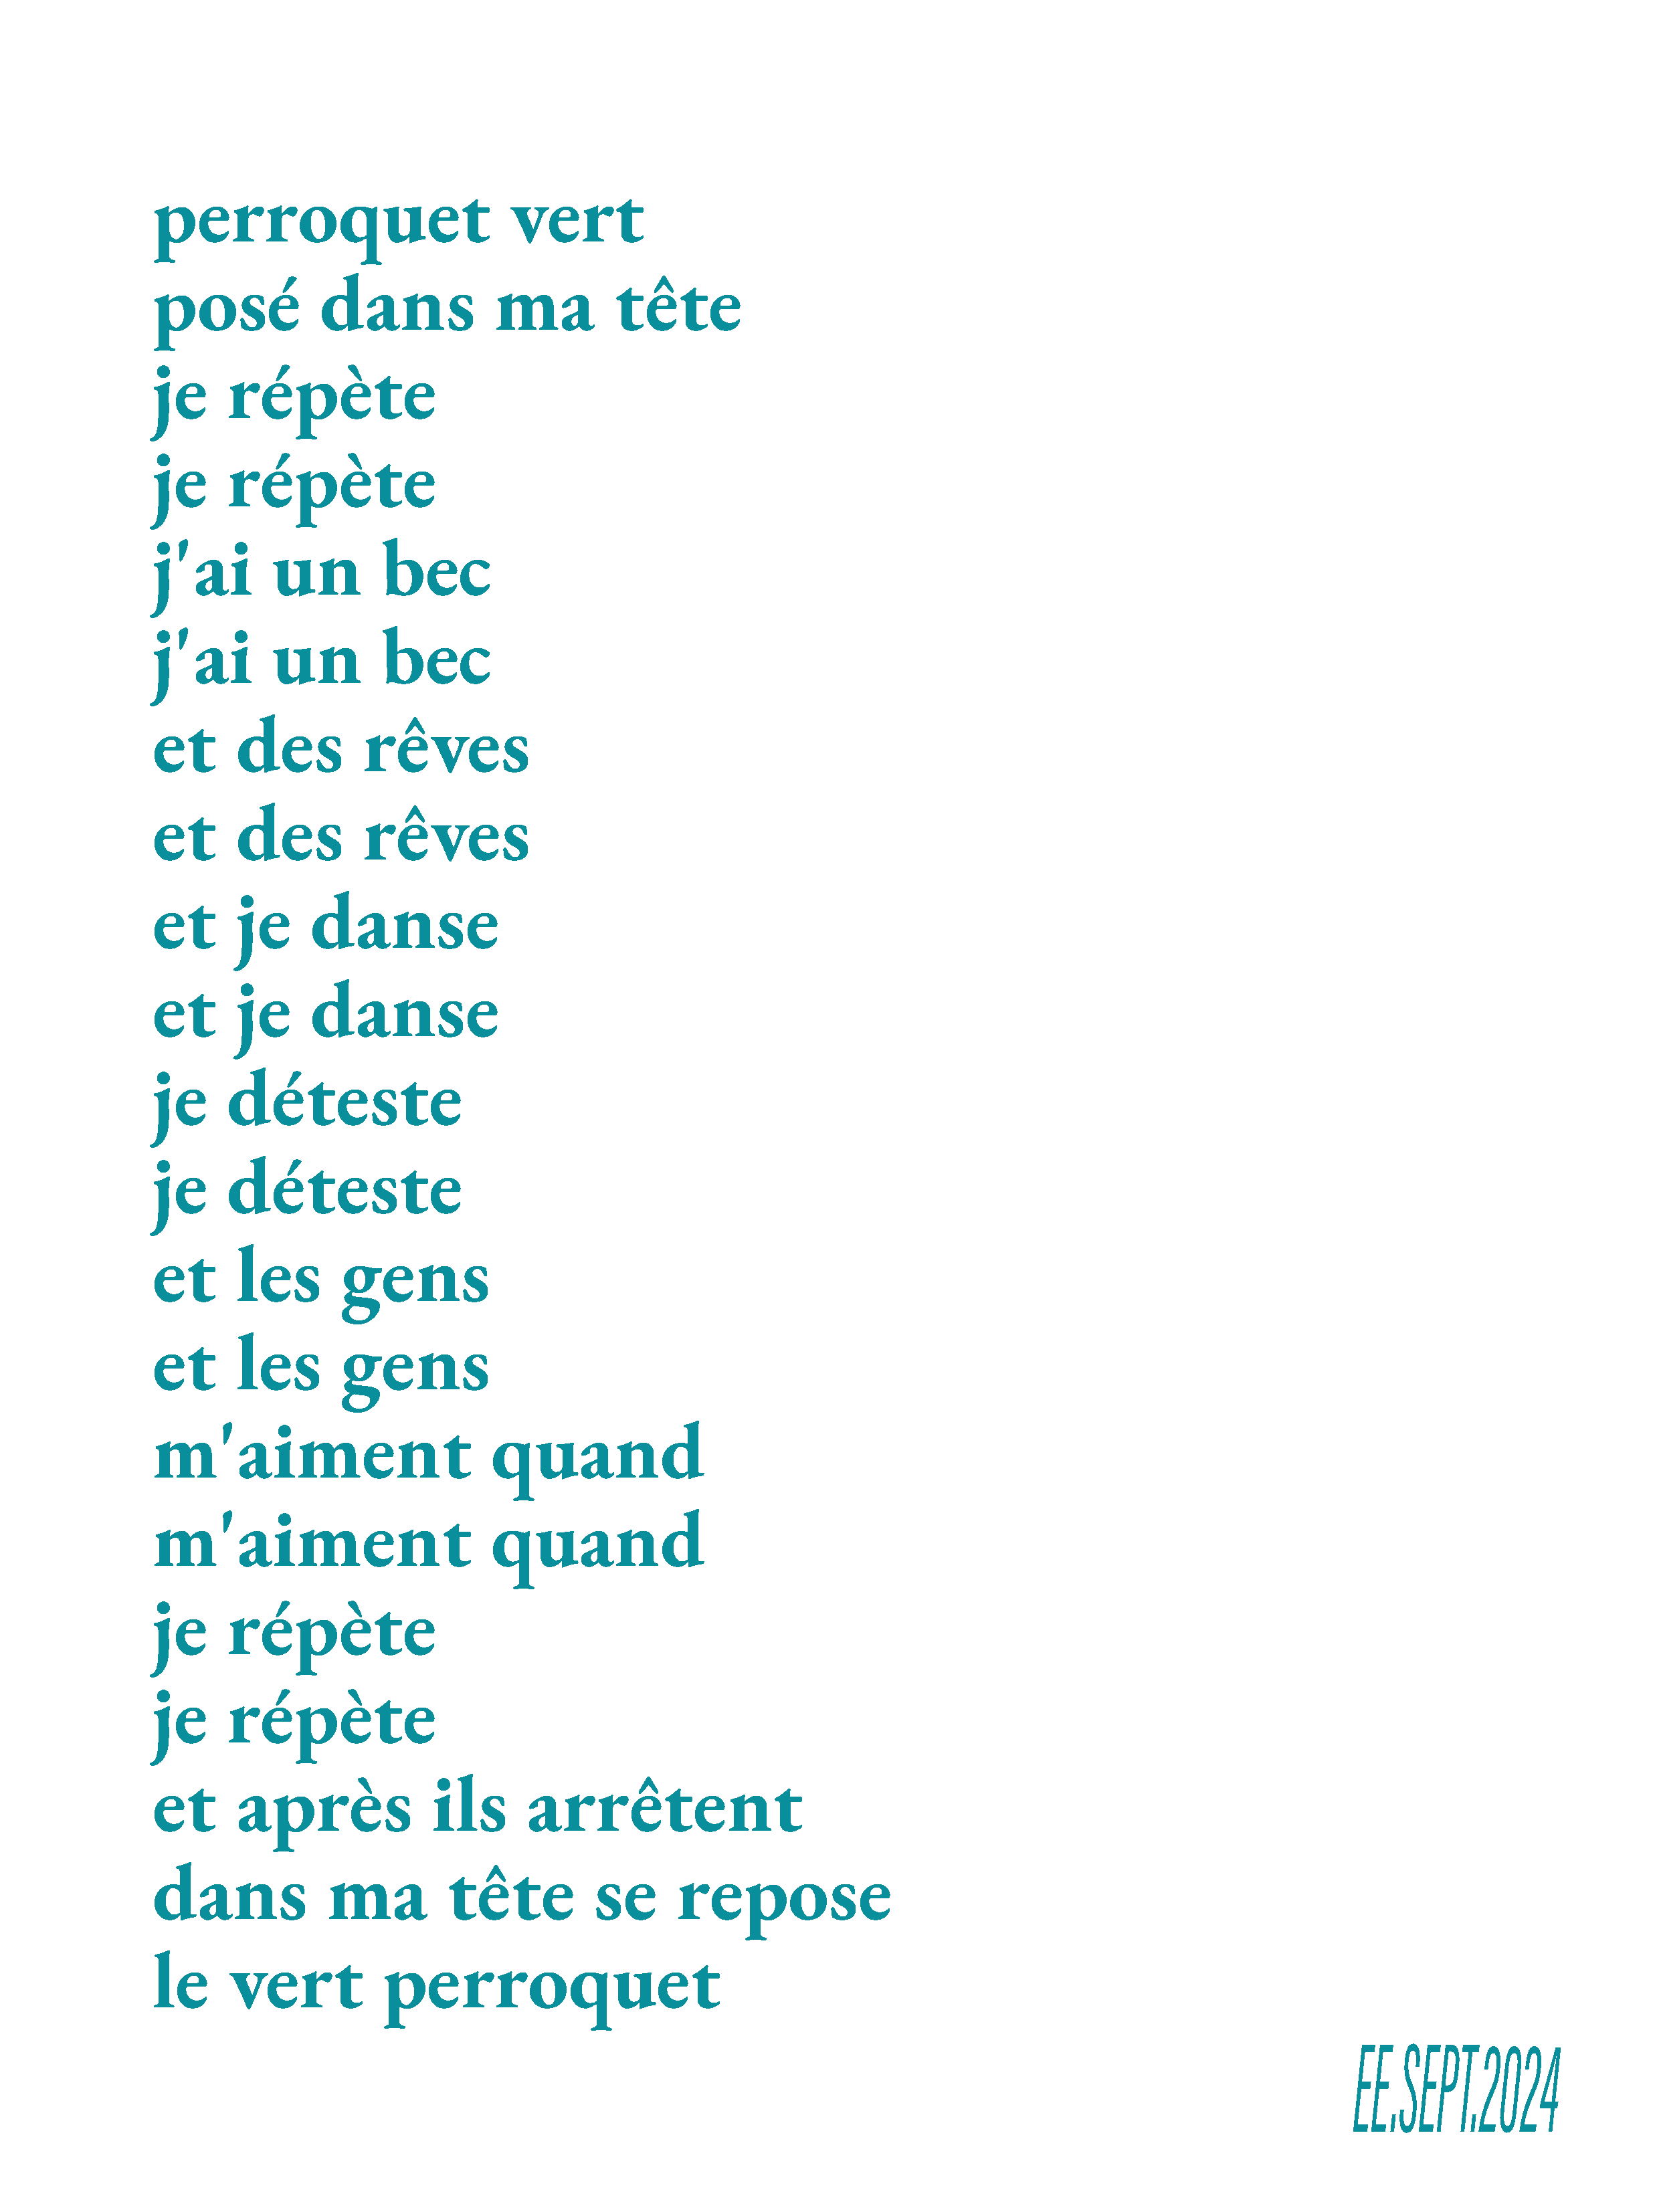 perroquet vert
posé dans ma tête
je répète
je répète
j'ai un bec
j'ai un bec
et des rêves
et des rêves
et je danse
et je danse
je déteste
je déteste
et les gens
et les gens
m'aiment quand
m'aiment quand
je répète
je répète
et après ils arrêtent
dans ma tête se repose
le vert perroquet
EE.SEPT.2024